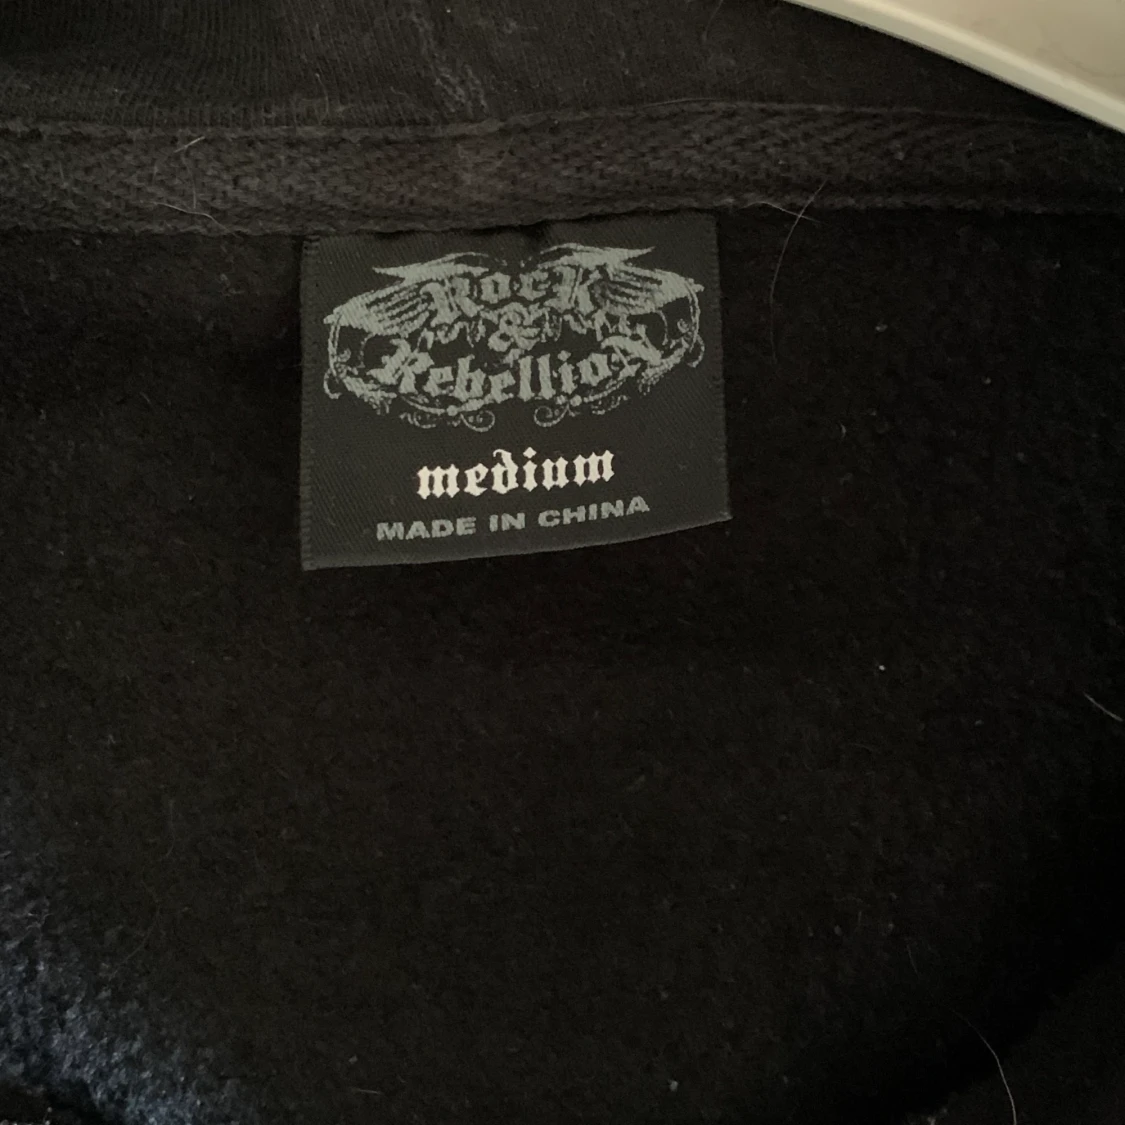 Rock
&
Rebellion
medium
MADE IN CHINA